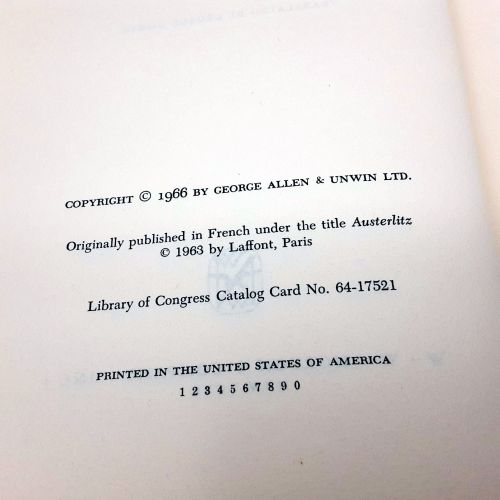 COPYRIGHT © 1966 BY GEORGE ALLEN & UNWIN LTD.
Originally published in French under the title Austerlitz
© 1963 by Laffont, Paris
Library of Congress Catalog Card No. 64-17521
PRINTED IN THE UNITED STATES OF AMERICA
1 2 3 4 5 6 7 8 9 0